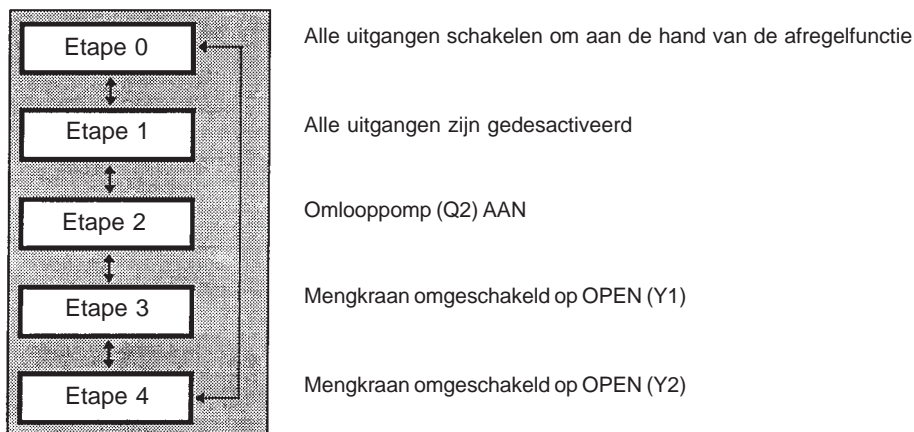 Etape 0 Alle uitgangen schakelen om aan de hand van de afregelfunctie
Etape 1 Alle uitgangen zijn gedesactiveerd
Etape 2 Omlooppomp (Q2) AAN
Etape 3 Mengkraan omgeschakeld op OPEN (Y1)
Etape 4 Mengkraan omgeschakeld op OPEN (Y2)